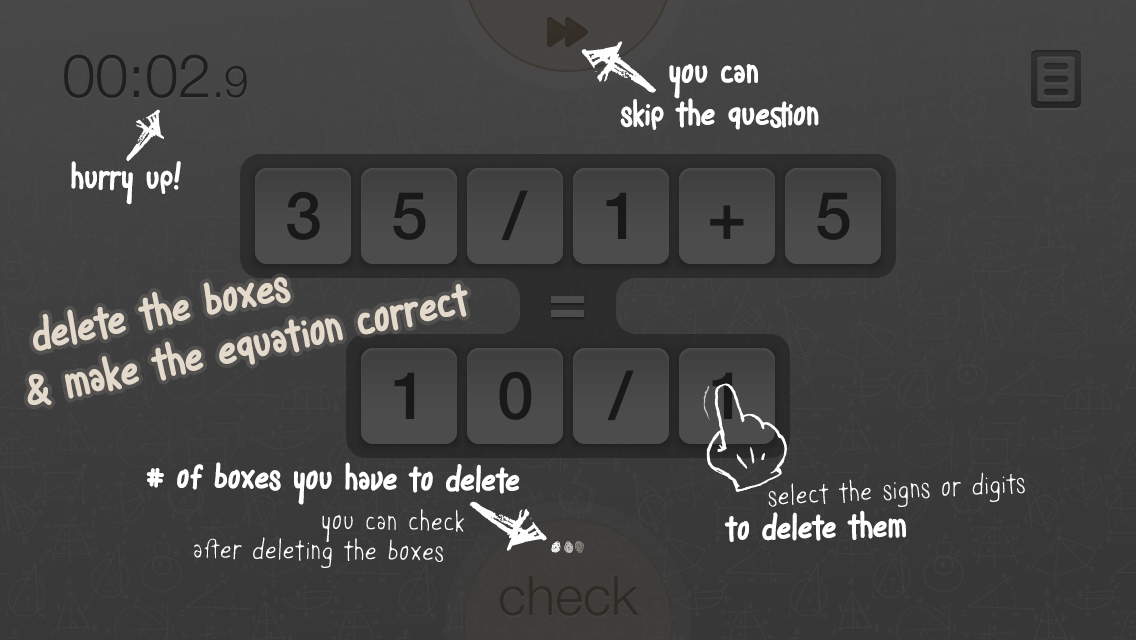 00:02.9
you can
skip the question
hurry up!
3 5 / 1 + 5
=
delete the boxes
& make the equation correct
1 0 / 1
# of boxes you have to delete
you can check
after deleting the boxes
select the signs or digits
to delete them
check